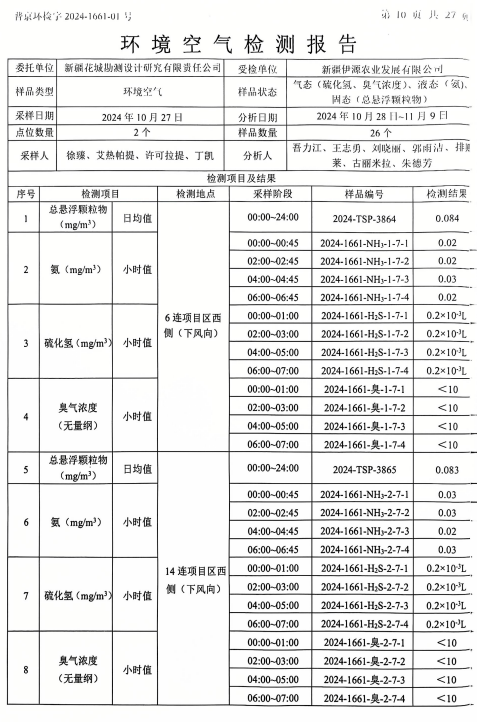 普京环检字 2024-1661-01 号 第 10 页 共 27 页
环 境 空 气 检 测 报 告
委托单位 新疆花城勘测设计研究有限责任公司 受检单位 新疆伊源农业发展有限公司
样品类型 环境空气 样品状态 气态（硫化氢、臭气浓度）、液态（氨）、固态（总悬浮颗粒物）
采样日期 2024 年 10 月 27 日 分析日期 2024 年 10 月 28 日~11 月 9 日
点位数量 2 个 样品数量 26 个
采样人 徐臻、艾热帕提、许可拉提、丁凯 分析人 吾力江、王志勇、刘晓丽、郭雨洁、排 莱、古丽米拉、朱德芳
检测项目及结果
序号 检测项目 检测地点 采样阶段 样品编号 检测结果
1 总悬浮颗粒物（mg/m³） 日均值 6 连项目区西侧（下风向） 00:00~24:00 2024-TSP-3864 0.084
2 氨（mg/m³） 小时值 00:00~00:45 2024-1661-NH₃-1-7-1 0.02
02:00~02:45 2024-1661-NH₃-1-7-2 0.02
04:00~04:45 2024-1661-NH₃-1-7-3 0.03
06:00~06:45 2024-1661-NH₃-1-7-4 0.02
3 硫化氢（mg/m³） 小时值 00:00~01:00 2024-1661-H₂S-1-7-1 0.2×10⁻³L
02:00~03:00 2024-1661-H₂S-1-7-2 0.2×10⁻³L
04:00~05:00 2024-1661-H₂S-1-7-3 0.2×10⁻³L
06:00~07:00 2024-1661-H₂S-1-7-4 0.2×10⁻³L
4 臭气浓度（无量纲） 小时值 00:00~01:00 2024-1661-臭-1-7-1 ＜10
02:00~03:00 2024-1661-臭-1-7-2 ＜10
04:00~05:00 2024-1661-臭-1-7-3 ＜10
06:00~07:00 2024-1661-臭-1-7-4 ＜10
5 总悬浮颗粒物（mg/m³） 日均值 14 连项目区西侧（下风向） 00:00~24:00 2024-TSP-3865 0.083
6 氨（mg/m³） 小时值 00:00~00:45 2024-1661-NH₃-2-7-1 0.03
02:00~02:45 2024-1661-NH₃-2-7-2 0.03
04:00~04:45 2024-1661-NH₃-2-7-3 0.02
06:00~06:45 2024-1661-NH₃-2-7-4 0.03
7 硫化氢（mg/m³） 小时值 00:00~01:00 2024-1661-H₂S-2-7-1 0.2×10⁻³L
02:00~03:00 2024-1661-H₂S-2-7-2 0.2×10⁻³L
04:00~05:00 2024-1661-H₂S-2-7-3 0.2×10⁻³L
06:00~07:00 2024-1661-H₂S-2-7-4 0.2×10⁻³L
8 臭气浓度（无量纲） 小时值 00:00~01:00 2024-1661-臭-2-7-1 ＜10
02:00~03:00 2024-1661-臭-2-7-2 ＜10
04:00~05:00 2024-1661-臭-2-7-3 ＜10
06:00~07:00 2024-1661-臭-2-7-4 ＜10